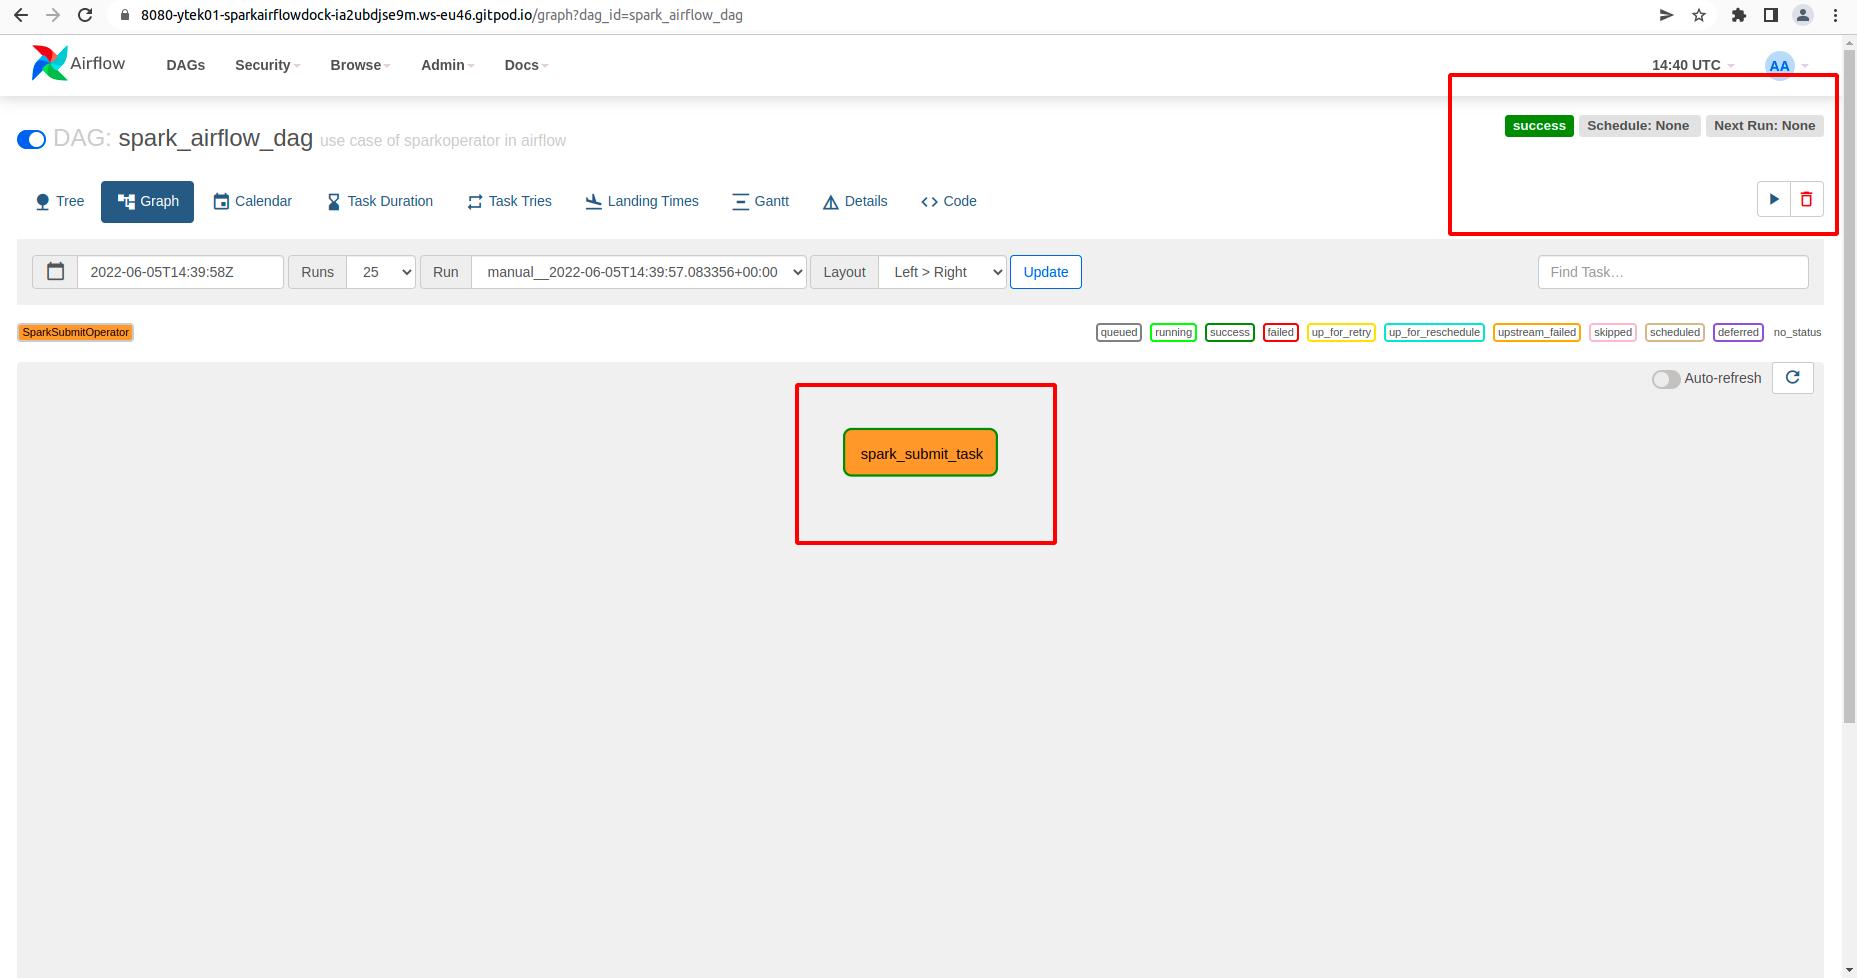 8080-ytek01-sparkairflowdock-ia2ubdjse9m.ws-eu46.gitpod.io/graph?dag_id=spark_airflow_dag
Airflow DAGs Security Browse Admin Docs 14:40 UTC AA
DAG: spark_airflow_dag use case of sparkoperator in airflow
success Schedule: None Next Run: None
Tree Graph Calendar Task Duration Task Tries Landing Times Gantt Details Code
2022-06-05T14:39:58Z Runs 25 Run manual__2022-06-05T14:39:57.083356+00:00 Layout Left > Right Update Find Task…
SparkSubmitOperator queued running success failed up_for_retry up_for_reschedule upstream_failed skipped scheduled deferred no_status
Auto-refresh
spark_submit_task